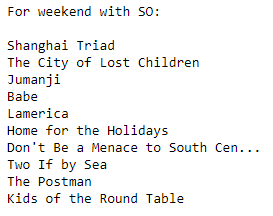 For weekend with SO:
Shanghai Triad
The City of Lost Children
Jumanji
Babe
Lamerica
Home for the Holidays
Don't Be a Menace to South Cen...
Two If by Sea
The Postman
Kids of the Round Table